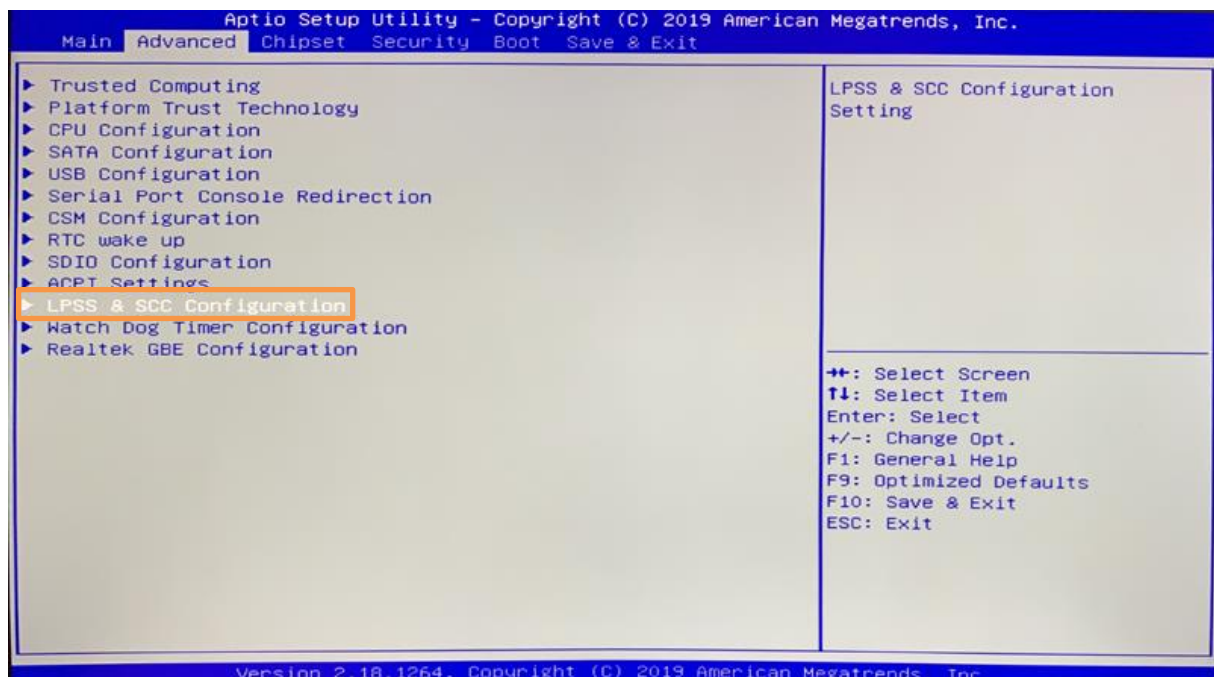 Aptio Setup Utility - Copyright (C) 2019 American Megatrends, Inc.
Main Advanced Chipset Security Boot Save & Exit
► Trusted Computing
► Platform Trust Technology
► CPU Configuration
► SATA Configuration
► USB Configuration
► Serial Port Console Redirection
► CSM Configuration
► RTC wake up
► SDIO Configuration
► ACPI Settings
► LPSS & SCC Configuration
► Watch Dog Timer Configuration
► Realtek GBE Configuration
LPSS & SCC Configuration
Setting
→←: Select Screen
↑↓: Select Item
Enter: Select
+/-: Change Opt.
F1: General Help
F9: Optimized Defaults
F10: Save & Exit
ESC: Exit
Version 2.18.1264. Copyright (C) 2019 American Megatrends, Inc.